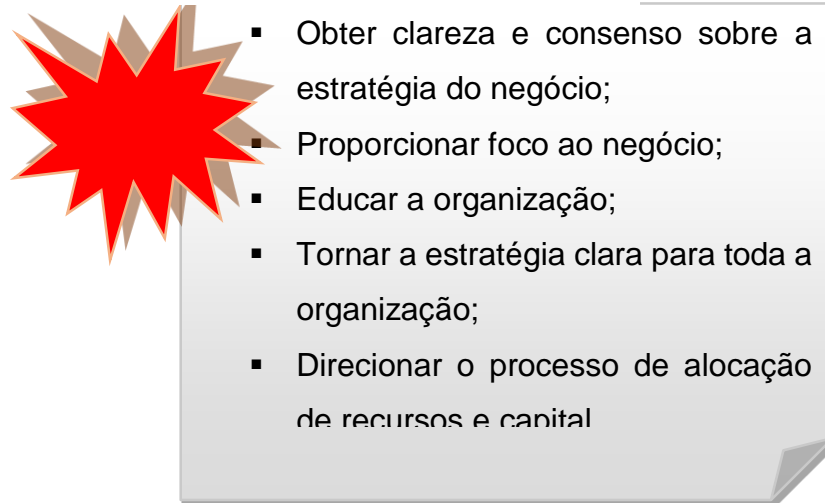 ▪ Obter clareza e consenso sobre a
estratégia do negócio;
▪ Proporcionar foco ao negócio;
▪ Educar a organização;
▪ Tornar a estratégia clara para toda a
organização;
▪ Direcionar o processo de alocação
de recursos e capital